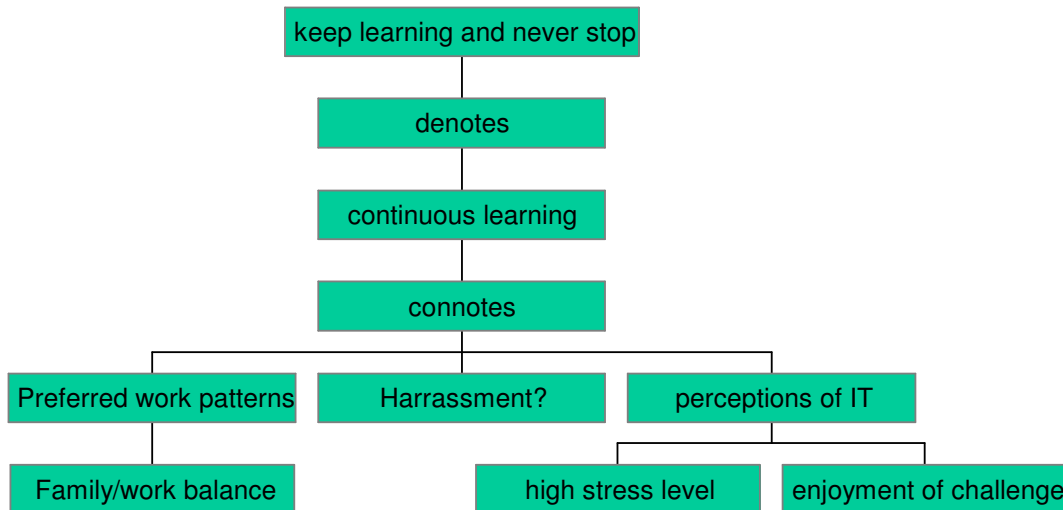 keep learning and never stop
denotes
continuous learning
connotes
Preferred work patterns
Harrassment?
perceptions of IT
Family/work balance
high stress level
enjoyment of challenge